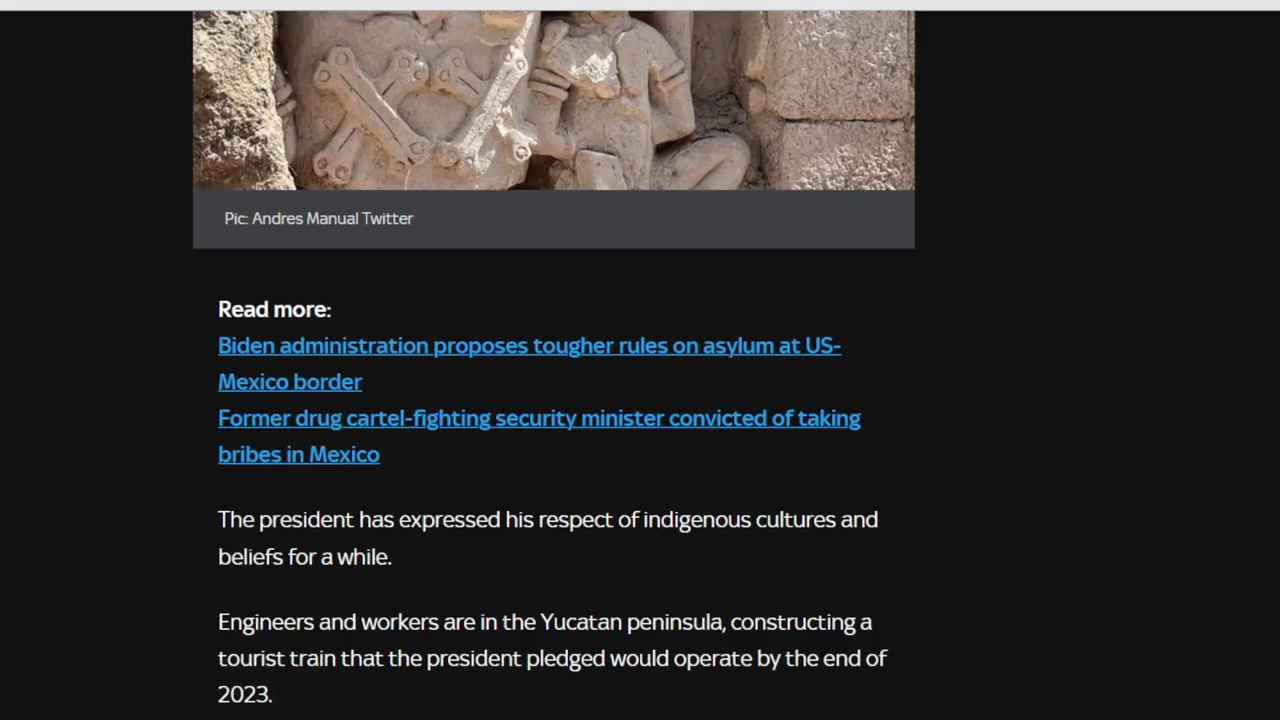 Pic: Andres Manual Twitter
Read more:
Biden administration proposes tougher rules on asylum at US-
Mexico border
Former drug cartel-fighting security minister convicted of taking
bribes in Mexico
The president has expressed his respect of indigenous cultures and
beliefs for a while.
Engineers and workers are in the Yucatan peninsula, constructing a
tourist train that the president pledged would operate by the end of
2023.